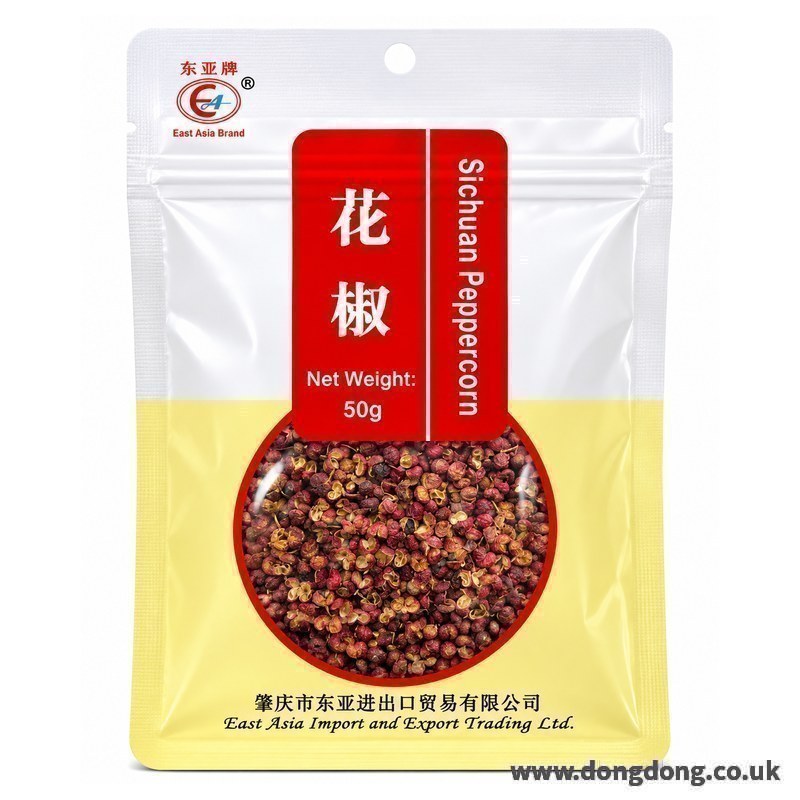 东亚牌
EA ®
East Asia Brand
花椒
Sichuan Peppercorn
Net Weight:
50g
肇庆市东亚进出口贸易有限公司
East Asia Import and Export Trading Ltd.
www.dongdong.co.uk